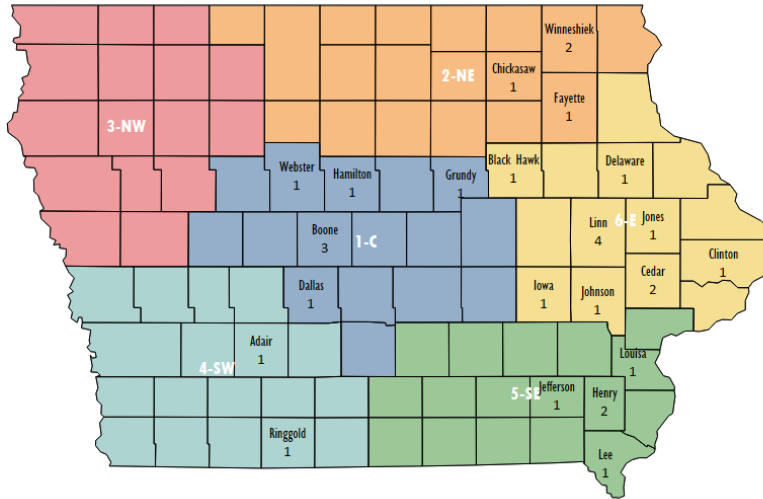 Winneshiek
2
2-NE
Chickasaw
1
Fayette
1
3-NW
Webster
1
Hamilton
1
Grundy
1
Black Hawk
1
Delaware
1
Boone
3
1-C
Linn
4
6-E
Jones
1
Clinton
1
Dallas
1
Iowa
1
Johnson
1
Cedar
2
Adair
1
4-SW
Louisa
1
5-SE
Jefferson
1
Henry
2
Ringgold
1
Lee
1